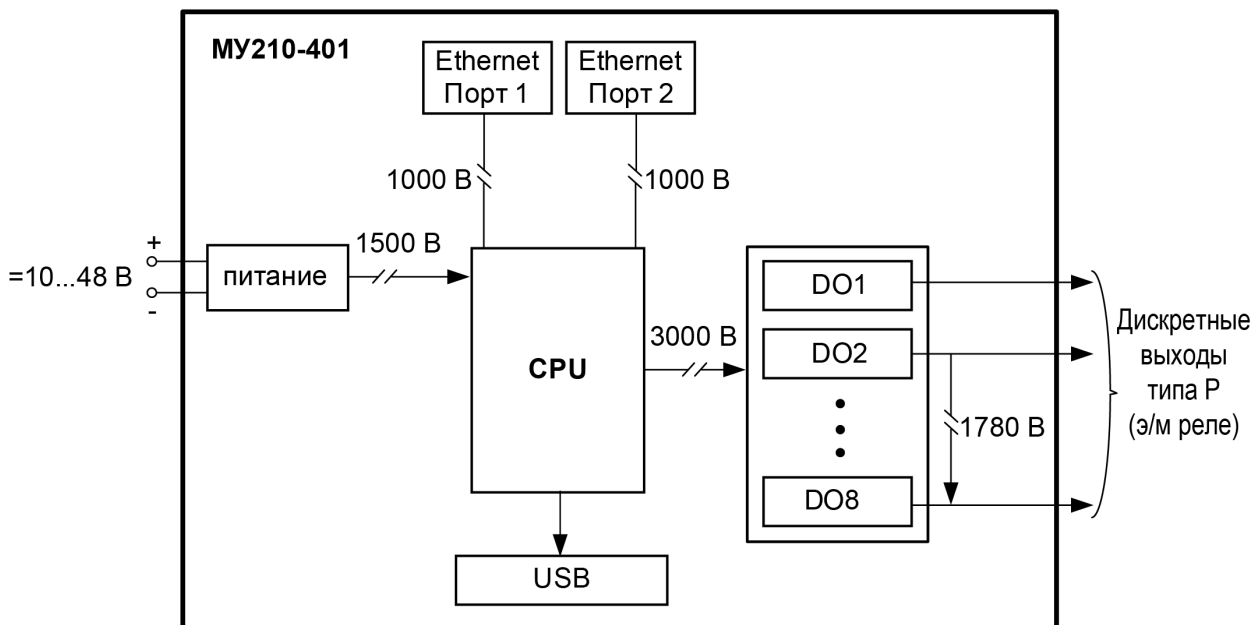 МУ210-401
Ethernet
Порт 1
Ethernet
Порт 2
1000 В
1000 В
=10...48 В
+
-
питание
1500 В
CPU
3000 В
DO1
DO2
DO8
1780 В
Дискретные
выходы
типа Р
(э/м реле)
USB